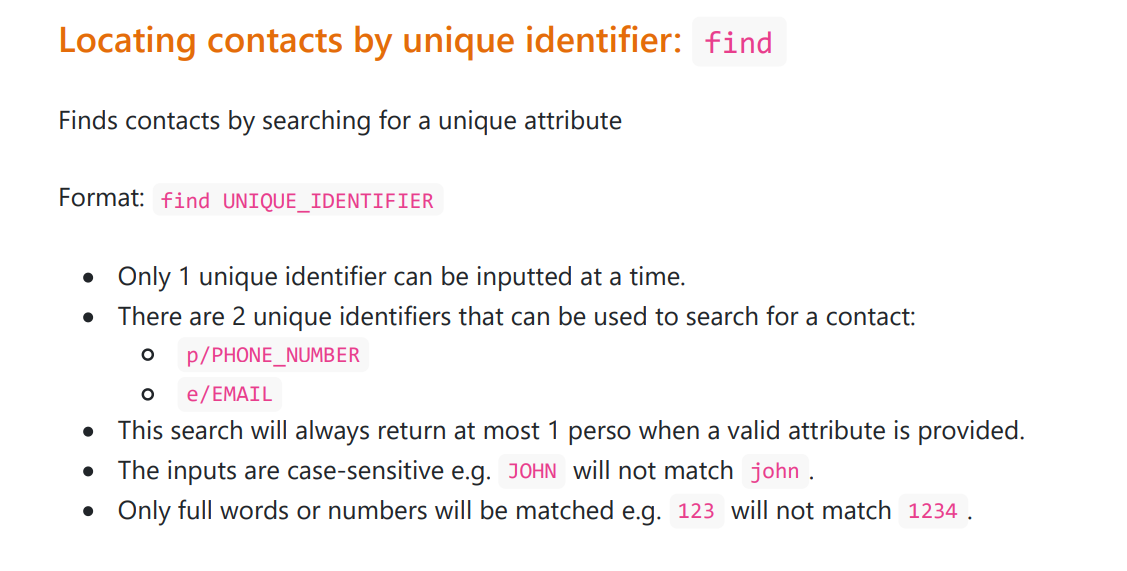 Locating contacts by unique identifier: find
Finds contacts by searching for a unique attribute
Format: find UNIQUE_IDENTIFIER
Only 1 unique identifier can be inputted at a time.
There are 2 unique identifiers that can be used to search for a contact:
p/PHONE_NUMBER
e/EMAIL
This search will always return at most 1 perso when a valid attribute is provided.
The inputs are case-sensitive e.g. JOHN will not match john.
Only full words or numbers will be matched e.g. 123 will not match 1234.